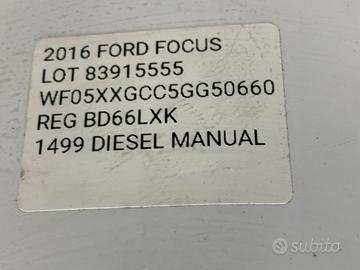 2016 FORD FOCUS
LOT 83915555
WF05XXGCC5GG50660
REG BD66LXK
1499 DIESEL MANUAL
subito